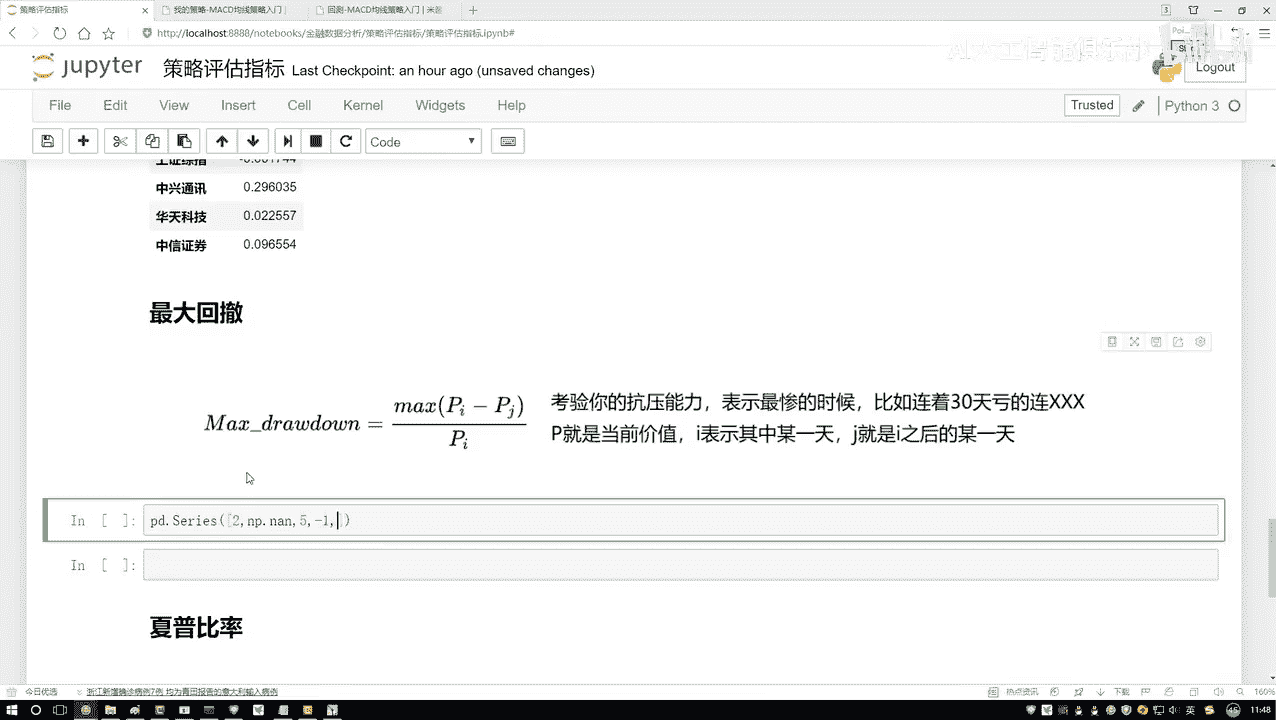 策略评估指标
我的策略-MACD均线策略入门 |
回测-MACD均线策略入门 | 米筐
http://localhost:8888/notebooks/金融数据分析/策略评估指标/策略评估指标.ipynb#
jupyter 策略评估指标 Last Checkpoint: an hour ago (unsaved changes)
Logout
File Edit View Insert Cell Kernel Widgets Help
Trusted
Python 3
Code
中兴通讯 0.296035
华天科技 0.022557
中信证券 0.096554
最大回撤
Max_drawdown = max(P_i − P_j) / P_i
考验你的抗压能力，表示最惨的时候，比如连着30天亏的连XXX
P就是当前价值，i表示其中某一天，j就是i之后的某一天
In [ ]: pd.Series([2,np.nan,5,-1,])
In [ ]:
夏普比率
今日优选
浙江新增确诊病例7例 均为青田报告的意大利输入病例
热点资讯
下载
160%
英
11:48